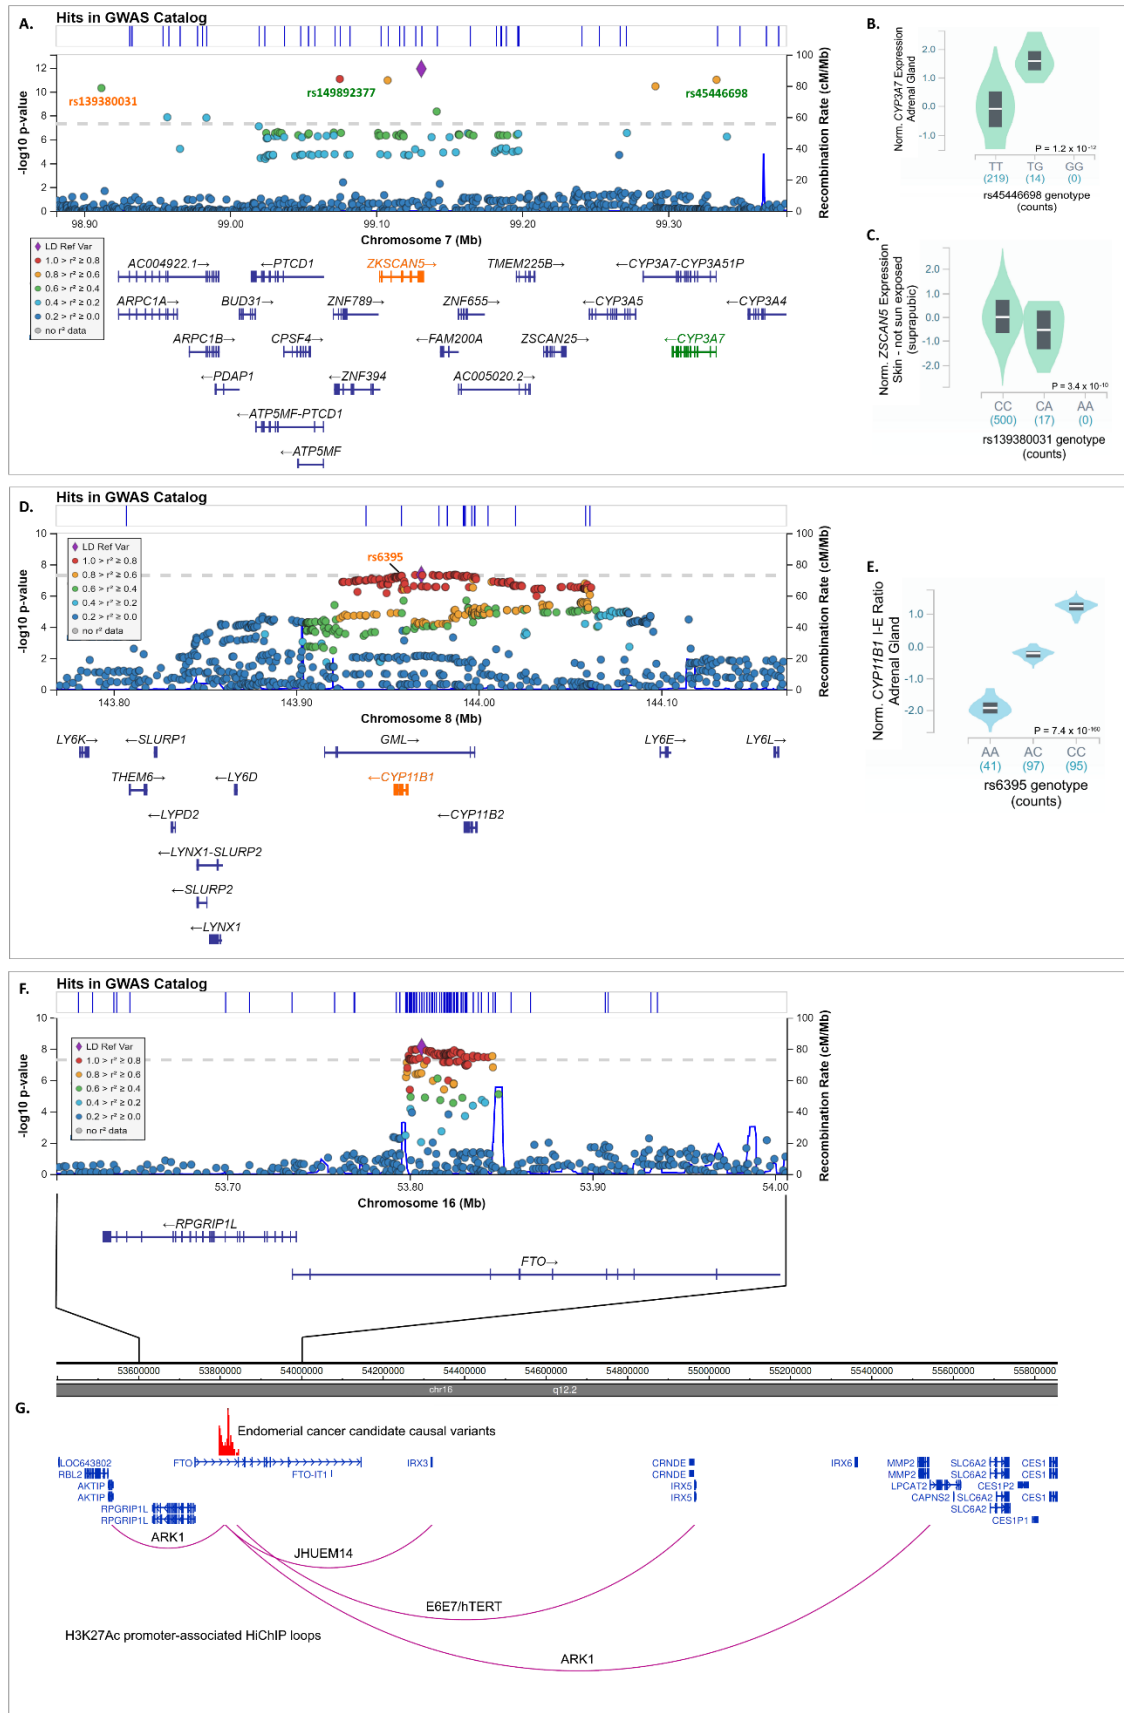 A.
Hits in GWAS Catalog
12
10
8
6
4
2
0
-log10 p-value
100
80
60
40
20
0
Recombination Rate (cM/Mb)
rs139380031
rs149892377
rs45446698
98.90
99.00
99.10
99.20
99.30
Chromosome 7 (Mb)
LD Ref Var
1.0 > r² ≥ 0.8
0.8 > r² ≥ 0.6
0.6 > r² ≥ 0.4
0.4 > r² ≥ 0.2
0.2 > r² ≥ 0.0
no r² data
AC004922.1→
←PTCD1
ZKSCAN5→
TMEM225B→
←CYP3A7-CYP3A51P
ARPC1A→
BUD31→
ZNF789→
ZNF655→
←CYP3A5
←CYP3A4
ARPC1B→
CPSF4→
←FAM200A
ZSCAN25→
←CYP3A7
←PDAP1
←ZNF394
AC005020.2→
←ATP5MF-PTCD1
←ATP5MF
B.
Norm. CYP3A7 Expression
Adrenal Gland
2.0
1.0
0.0
-1.0
P = 1.2 x 10⁻¹²
TT
TG
GG
(219)
(14)
(0)
rs45446698 genotype
(counts)
C.
Norm. ZSCAN5 Expression
Skin - not sun exposed
(suprapubic)
2.0
1.0
0.0
-1.0
-2.0
P = 3.4 x 10⁻¹⁰
CC
CA
AA
(500)
(17)
(0)
rs139380031 genotype
(counts)
D.
Hits in GWAS Catalog
10
8
6
4
2
0
-log10 p-value
100
80
60
40
20
0
Recombination Rate (cM/Mb)
LD Ref Var
1.0 > r² ≥ 0.8
0.8 > r² ≥ 0.6
0.6 > r² ≥ 0.4
0.4 > r² ≥ 0.2
0.2 > r² ≥ 0.0
no r² data
rs6395
143.80
143.90
144.00
144.10
Chromosome 8 (Mb)
LY6K→
←SLURP1
GML→
LY6E→
LY6L→
THEM6→
←LY6D
←CYP11B1
←LYPD2
←CYP11B2
←LYNX1-SLURP2
←SLURP2
←LYNX1
E.
Norm. CYP11B1 I-E Ratio
Adrenal Gland
1.0
0.0
-1.0
-2.0
P = 7.4 x 10⁻¹⁶⁰
AA
AC
CC
(41)
(97)
(95)
rs6395 genotype
(counts)
F.
Hits in GWAS Catalog
10
8
6
4
2
0
-log10 p-value
100
80
60
40
20
0
Recombination Rate (cM/Mb)
LD Ref Var
1.0 > r² ≥ 0.8
0.8 > r² ≥ 0.6
0.6 > r² ≥ 0.4
0.4 > r² ≥ 0.2
0.2 > r² ≥ 0.0
no r² data
53.70
53.80
53.90
54.00
Chromosome 16 (Mb)
←RPGRIP1L
FTO→
53600000
53800000
54000000
54200000
54400000
54600000
54800000
55000000
55200000
55400000
55600000
55800000
chr16
q12.2
G.
Endomerial cancer candidate causal variants
LOC643802
FTO
IRX3
CRNDE
IRX6
MMP2
SLC6A2
CES1
RBL2
FTO-IT1
CRNDE
MMP2
SLC6A2
CES1
AKTIP
IRX5
LPCAT2
CES1P2
AKTIP
IRX5
CAPNS2
SLC6A2
CES1
RPGRIP1L
SLC6A2
RPGRIP1L
CES1P1
ARK1
JHUEM14
E6E7/hTERT
H3K27Ac promoter-associated HiChIP loops
ARK1